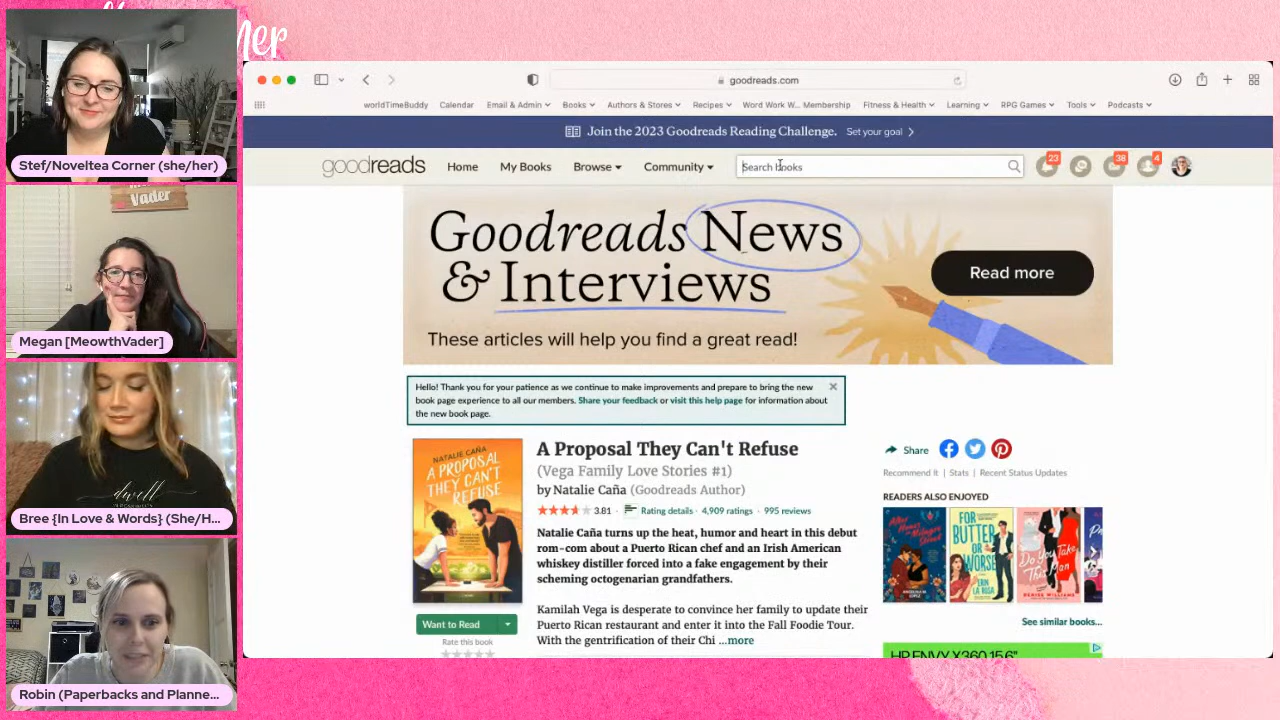 Stef/Noveltea Corner (she/her)
Vader
Megan [MeowthVader]
Bree {In Love & Words} (She/H...
dwell
Robin (Paperbacks and Planne...
goodreads.com
worldTimeBuddy Calendar Email & Admin Books Authors & Stores Recipes Word Work W... Membership Fitness & Health Learning RPG Games Tools Podcasts
Join the 2023 Goodreads Reading Challenge. Set your goal
goodreads Home My Books Browse Community Search books 23 38 4
Goodreads News
& Interviews
These articles will help you find a great read!
Read more
Hello! Thank you for your patience as we continue to make improvements and prepare to bring the new
book page experience to all our members. Share your feedback or visit this help page for information about
the new book page.
NATALIE CAÑA
A PROPOSAL
THEY CAN'T
REFUSE
Want to Read
Rate this book
A Proposal They Can't Refuse
(Vega Family Love Stories #1)
by Natalie Caña (Goodreads Author)
3.81 Rating details · 4,909 ratings · 995 reviews
Natalie Caña turns up the heat, humor and heart in this debut
rom-com about a Puerto Rican chef and an Irish American
whiskey distiller forced into a fake engagement by their
scheming octogenarian grandfathers.
Kamilah Vega is desperate to convince her family to update their
Puerto Rican restaurant and enter it into the Fall Foodie Tour.
With the gentrification of their Chi ...more
Share
Recommend It | Stats | Recent Status Updates
READERS ALSO ENJOYED
FOR
BUTTER
OR
WORSE
ERIN
LA ROSA
Do You Take
This Man
DENISE WILLIAMS
See similar books...
HP ENVY X360 15.6"